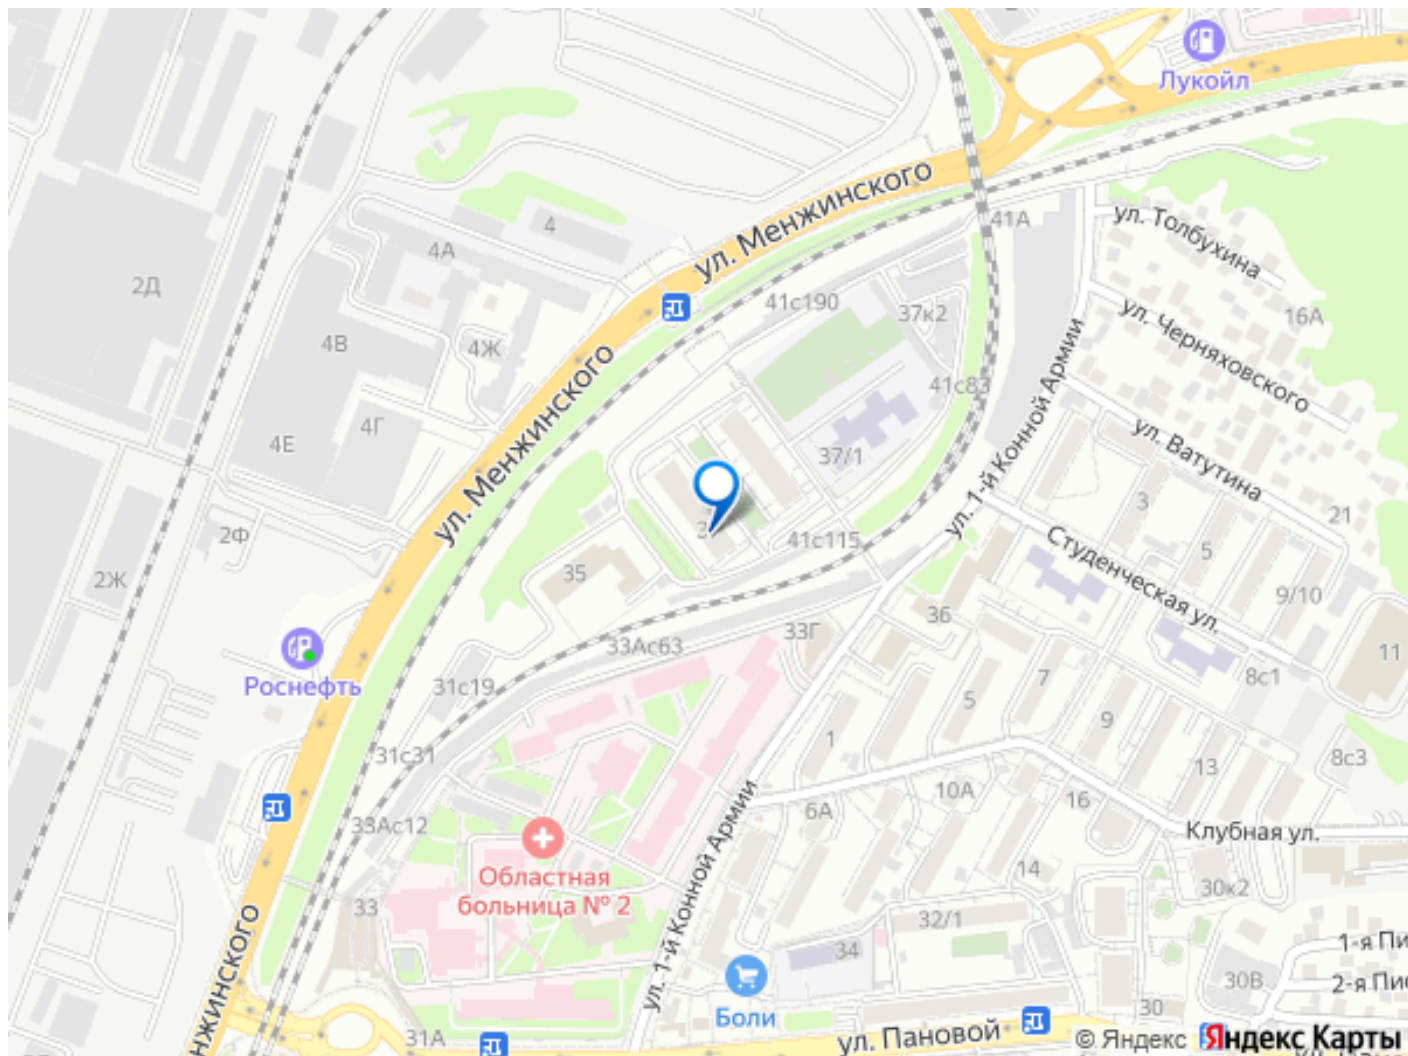 Лукойл
ул. Менжинского
41А
ул. Толбухина
4
4А
2Д
41с190
37к2
16А
ул. Черняховского
4В
4Ж
ул. Менжинского
41с83
ул. 1-й Конной Армии
4Г
4Е
37/1
ул. Ватутина
3
21
2Ф
41с115
5
Студенческая ул.
2Ж
35
9/10
36
33Г
33Ас63
11
Роснефть
31с19
7
8с1
5
9
1
31с31
13
8с3
10А
16
6А
33Ас12
Клубная ул.
ул. 1-й Конной Армии
14
Областная
больница № 2
30к2
33
32/1
34
1-я Пи
30В
2-я Пис
Боли
30
31А
ул. Пановой
© Яндекс
Яндекс Карты